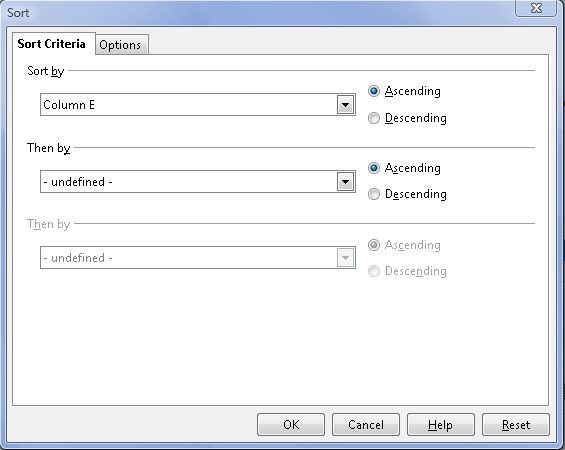 Sort
Sort Criteria Options
Sort by
Column E
Ascending
Descending
Then by
- undefined -
Ascending
Descending
Then by
- undefined -
Ascending
Descending
OK Cancel Help Reset